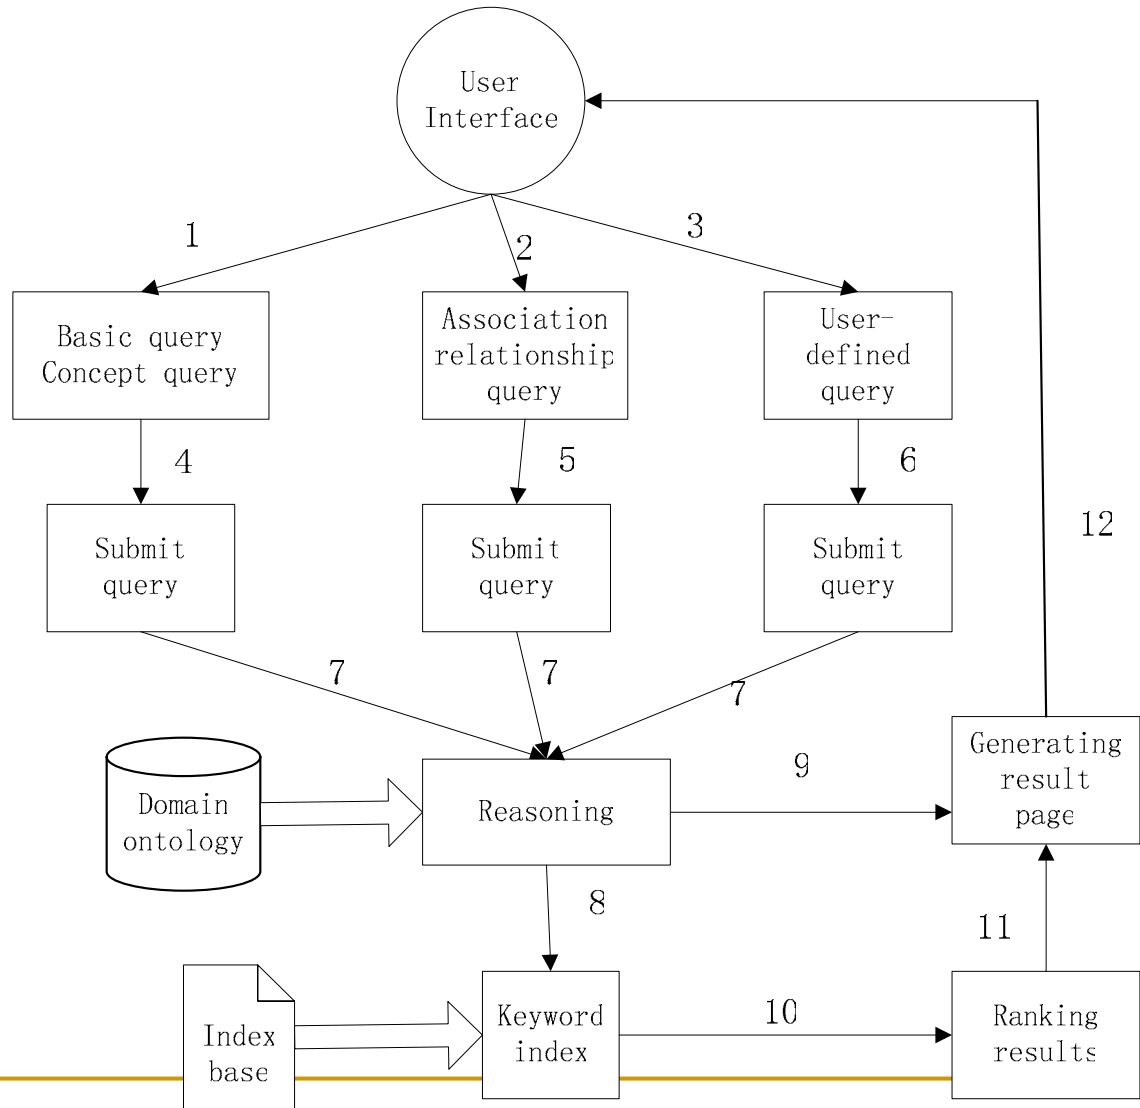 User
Interface
1
2
3
Basic query
Concept query
Association
relationship
query
User-
defined
query
4
5
6
12
Submit
query
Submit
query
Submit
query
7
7
7
Domain
ontology
Reasoning
9
Generating
result
page
8
11
Index
base
Keyword
index
10
Ranking
results